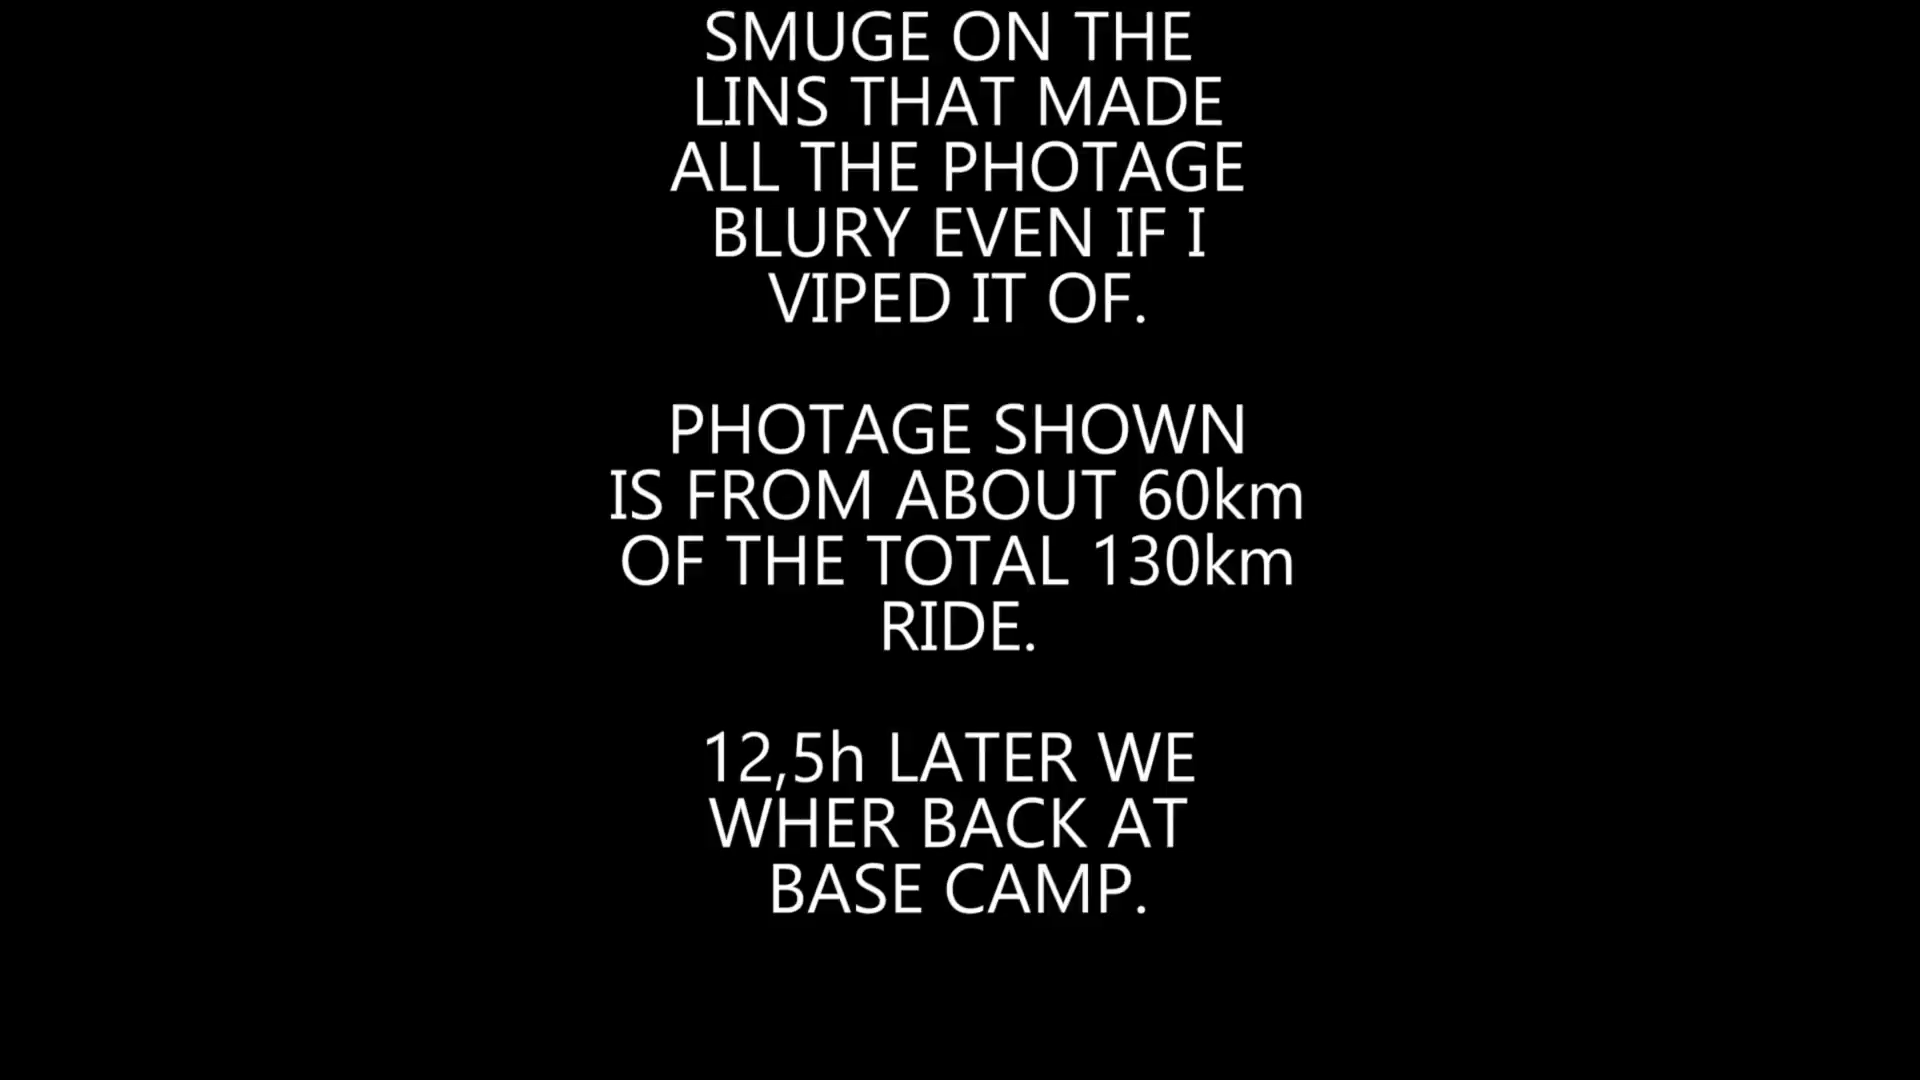 SMUGE ON THE
LINS THAT MADE
ALL THE PHOTAGE
BLURY EVEN IF I
VIPED IT OF.
PHOTAGE SHOWN
IS FROM ABOUT 60km
OF THE TOTAL 130km
RIDE.
12,5h LATER WE
WHER BACK AT
BASE CAMP.